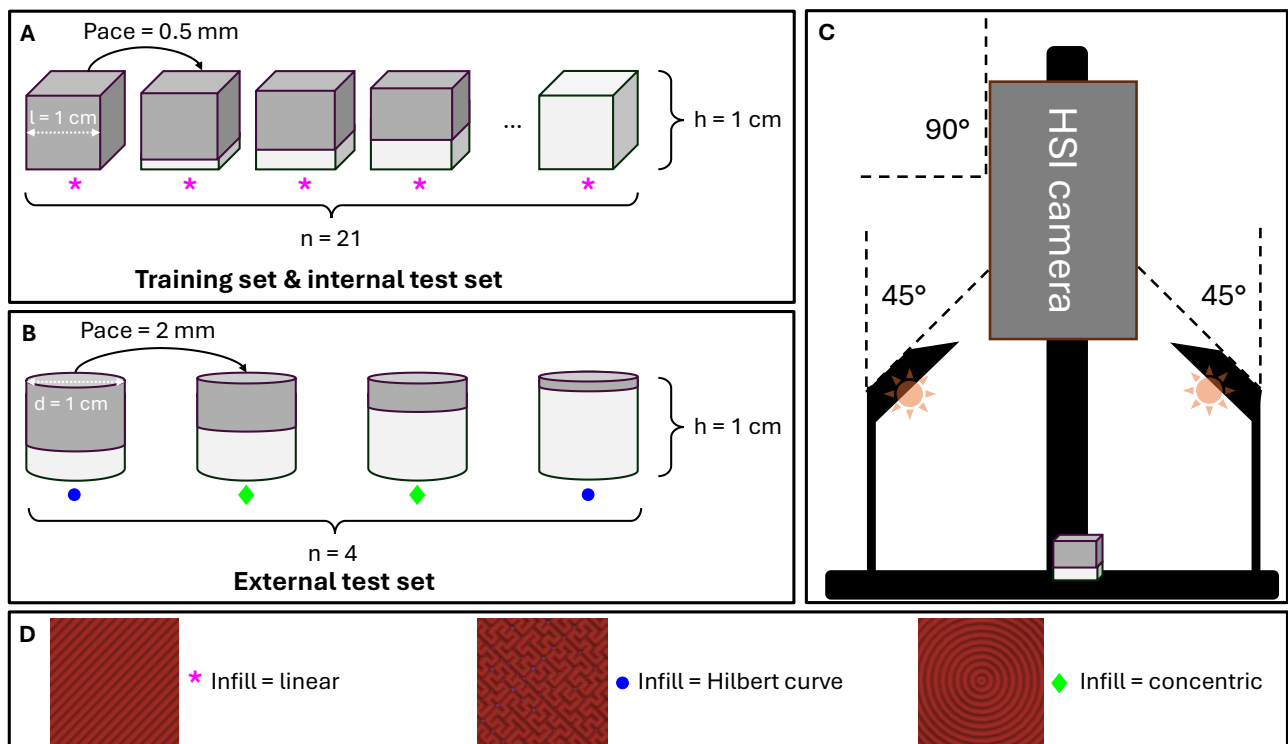 A
Pace = 0.5 mm
l = 1 cm
...
h = 1 cm
*
*
*
*
*
n = 21
Training set & internal test set
B
Pace = 2 mm
d = 1 cm
h = 1 cm
n = 4
External test set
C
90°
HSI camera
45°
45°
D
* Infill = linear
Infill = Hilbert curve
Infill = concentric